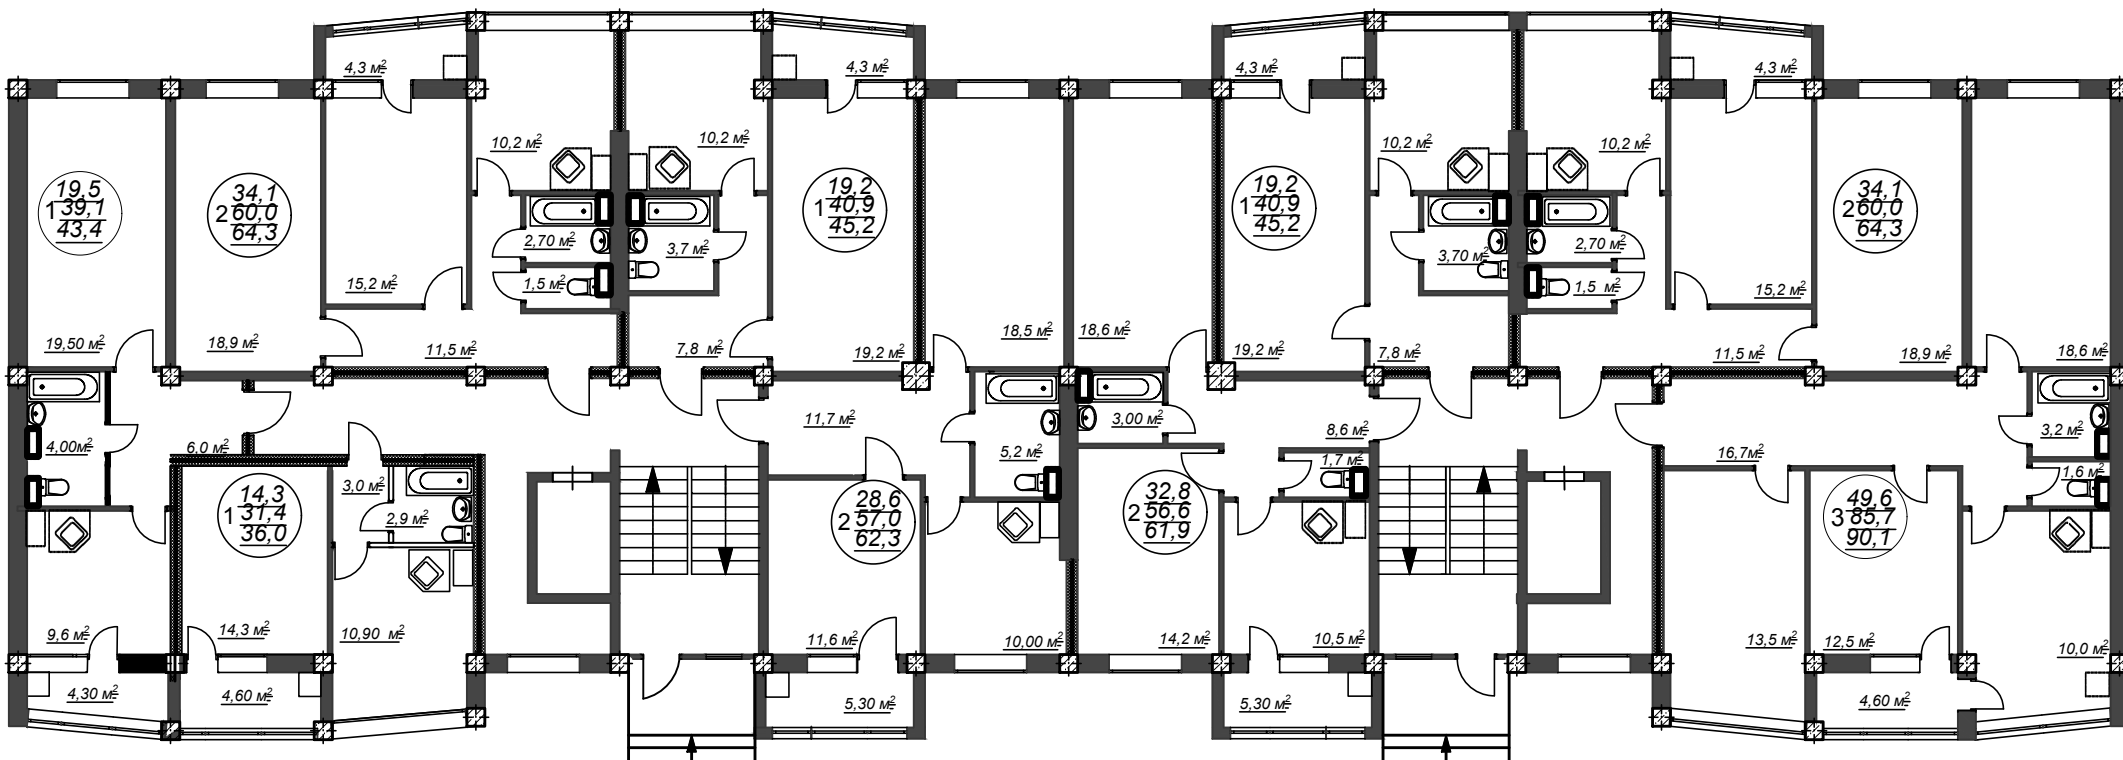 4,3 м²
4,3 м²
4,3 м²
4,3 м²
10,2 м²
10,2 м²
10,2 м²
10,2 м²
19,5
1 39,1
43,4
34,1
2 60,0
64,3
19,2
1 40,9
45,2
19,2
1 40,9
45,2
34,1
2 60,0
64,3
2,70 м²
3,7 м²
3,70 м²
2,70 м²
15,2 м²
1,5 м²
1,5 м²
15,2 м²
19,50 м²
18,9 м²
11,5 м²
7,8 м²
19,2 м²
18,5 м²
18,6 м²
19,2 м²
7,8 м²
11,5 м²
18,9 м²
18,6 м²
4,00м²
6,0 м²
11,7 м²
5,2 м²
3,00 м²
8,6 м²
1,7 м²
16,7м²
3,2 м²
1,6 м²
14,3
1 31,4
36,0
3,0 м²
2,9 м²
28,6
2 57,0
62,3
32,8
2 56,6
61,9
49,6
3 85,7
90,1
9,6 м²
14,3 м²
10,90 м²
11,6 м²
10,00 м²
14,2 м²
10,5 м²
13,5 м²
12,5 м²
10,0 м²
4,30 м²
4,60 м²
5,30 м²
5,30 м²
4,60 м²